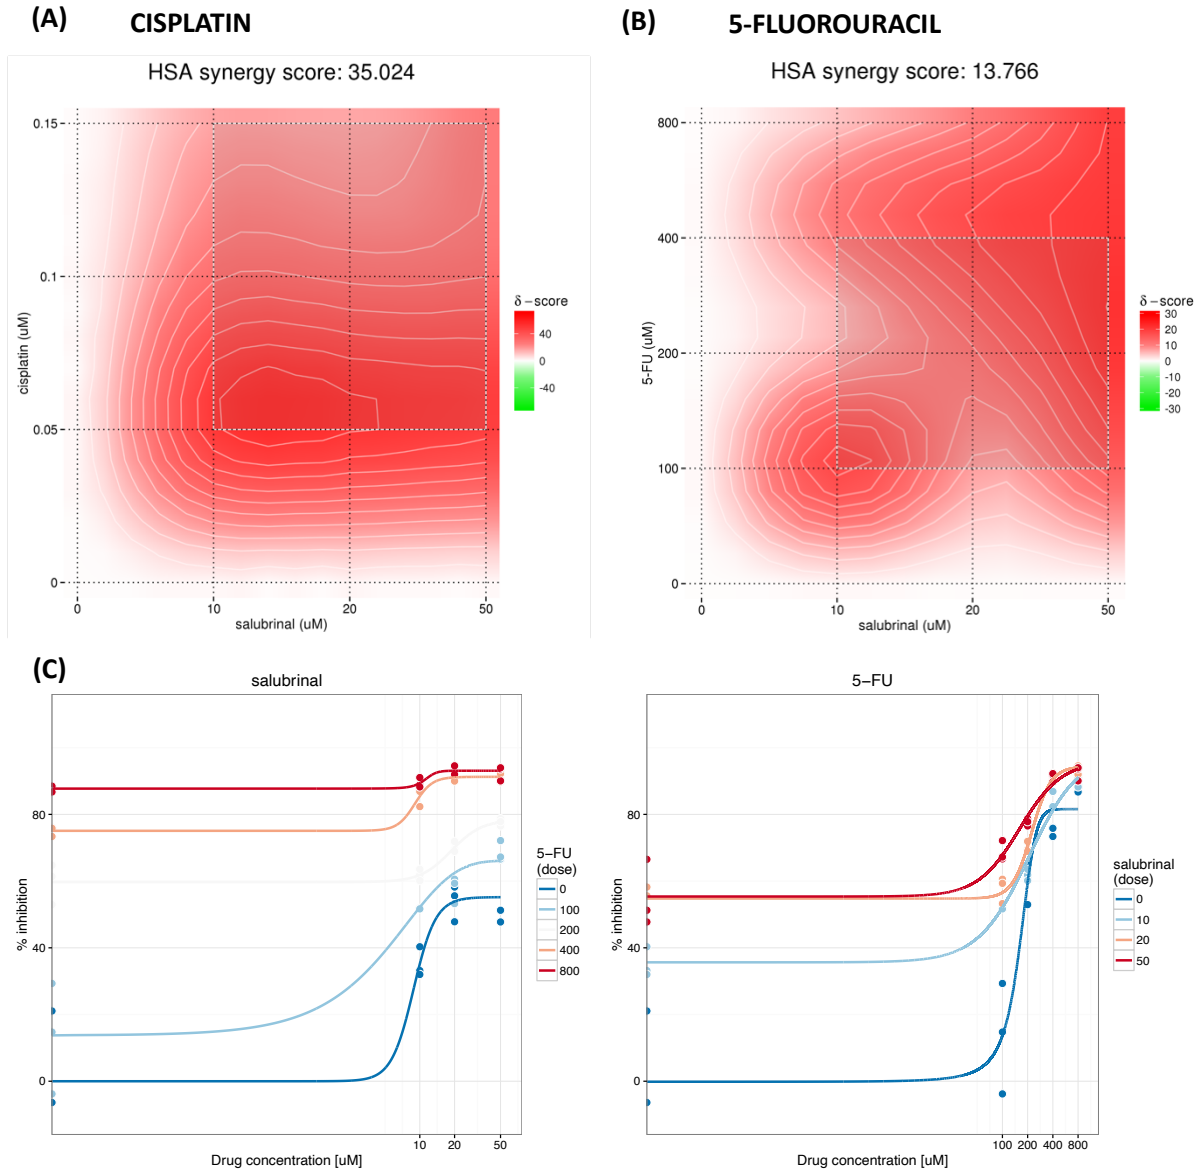 (A) CISPLATIN
HSA synergy score: 35.024
0.15
0.1
0.05
0
cisplatin (uM)
0 10 20 50
salubrinal (uM)
δ −score
40
0
-40
(B) 5-FLUOROURACIL
HSA synergy score: 13.766
800
400
200
100
0
5-FU (uM)
0 10 20 50
salubrinal (uM)
δ −score
30
20
10
0
-10
-20
-30
(C)
salubrinal
80
40
0
% inhibition
10 20 50
Drug concentration [uM]
5−FU
(dose)
0
100
200
400
800
5−FU
80
40
0
% inhibition
100 200 400 800
Drug concentration [uM]
salubrinal
(dose)
0
10
20
50